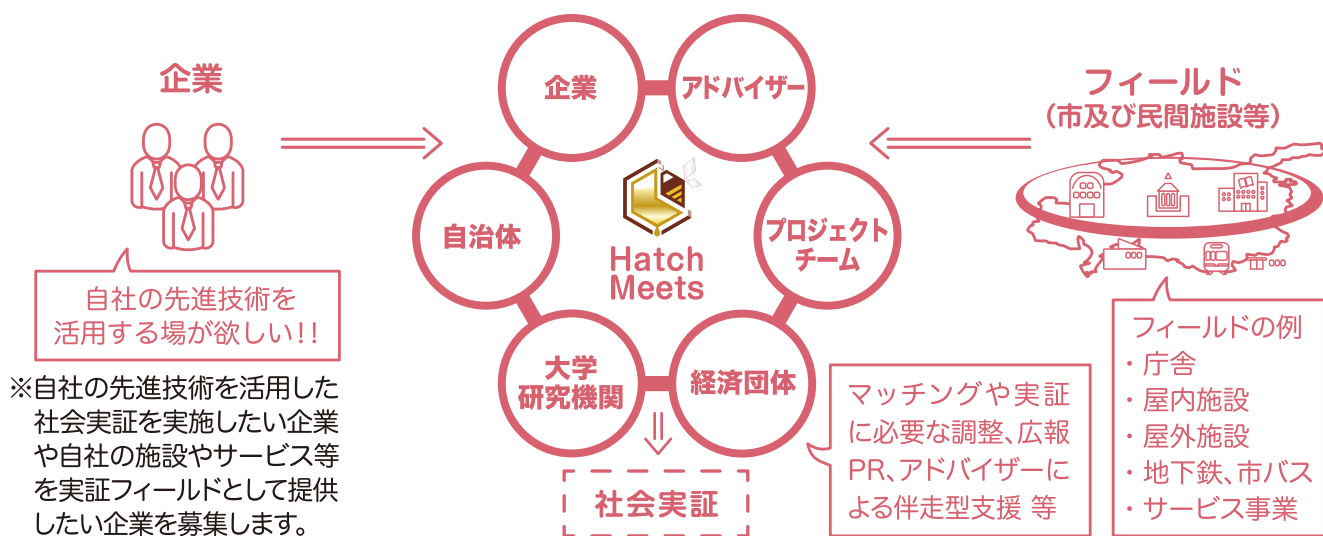 企業
自社の先進技術を
活用する場が欲しい!!
※自社の先進技術を活用した
社会実証を実施したい企業
や自社の施設やサービス等
を実証フィールドとして提供
したい企業を募集します。
企業
アドバイザー
自治体
Hatch
Meets
プロジェクト
チーム
大学
研究機関
経済団体
社会実証
マッチングや実証
に必要な調整、広報
PR、アドバイザーに
よる伴走型支援 等
フィールド
(市及び民間施設等)
フィールドの例
・庁舎
・屋内施設
・屋外施設
・地下鉄、市バス
・サービス事業